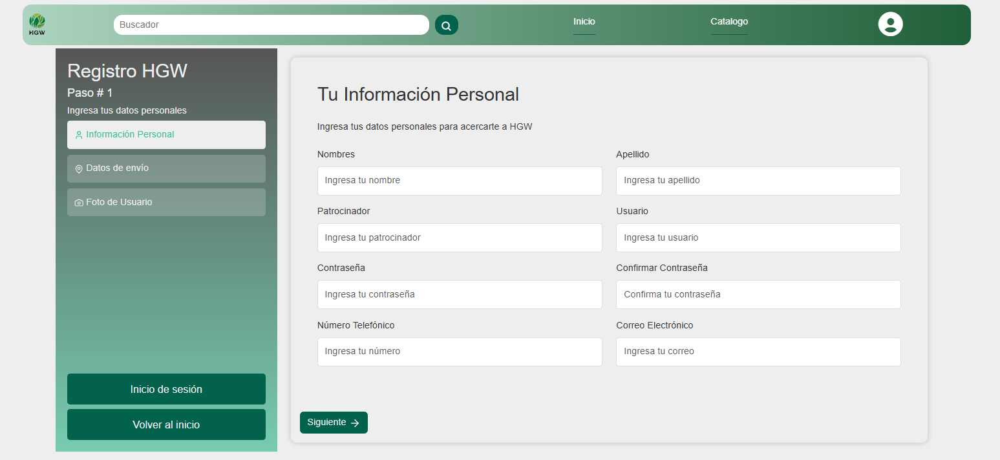 HGW
Buscador
Inicio
Catalogo
Registro HGW
Paso # 1
Ingresa tus datos personales
Información Personal
Datos de envío
Foto de Usuario
Inicio de sesión
Volver al inicio
Tu Información Personal
Ingresa tus datos personales para acercarte a HGW
Nombres
Ingresa tu nombre
Apellido
Ingresa tu apellido
Patrocinador
Ingresa tu patrocinador
Usuario
Ingresa tu usuario
Contraseña
Ingresa tu contraseña
Confirmar Contraseña
Confirma tu contraseña
Número Telefónico
Ingresa tu número
Correo Electrónico
Ingresa tu correo
Siguiente